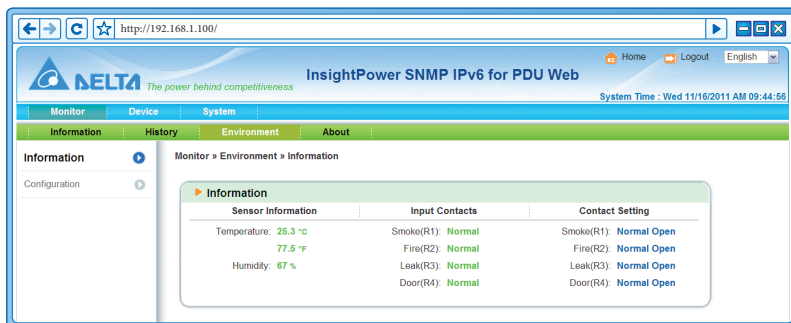 http://192.168.1.100/
Home Logout English
DELTA The power behind competitiveness
InsightPower SNMP IPv6 for PDU Web
System Time : Wed 11/16/2011 AM 09:44:56
Monitor Device System
Information History Environment About
Information
Configuration
Monitor » Environment » Information
Information
Sensor Information Input Contacts Contact Setting
Temperature: 25.3 °C Smoke(R1): Normal Smoke(R1): Normal Open
77.5 °F Fire(R2): Normal Fire(R2): Normal Open
Humidity: 67 % Leak(R3): Normal Leak(R3): Normal Open
Door(R4): Normal Door(R4): Normal Open